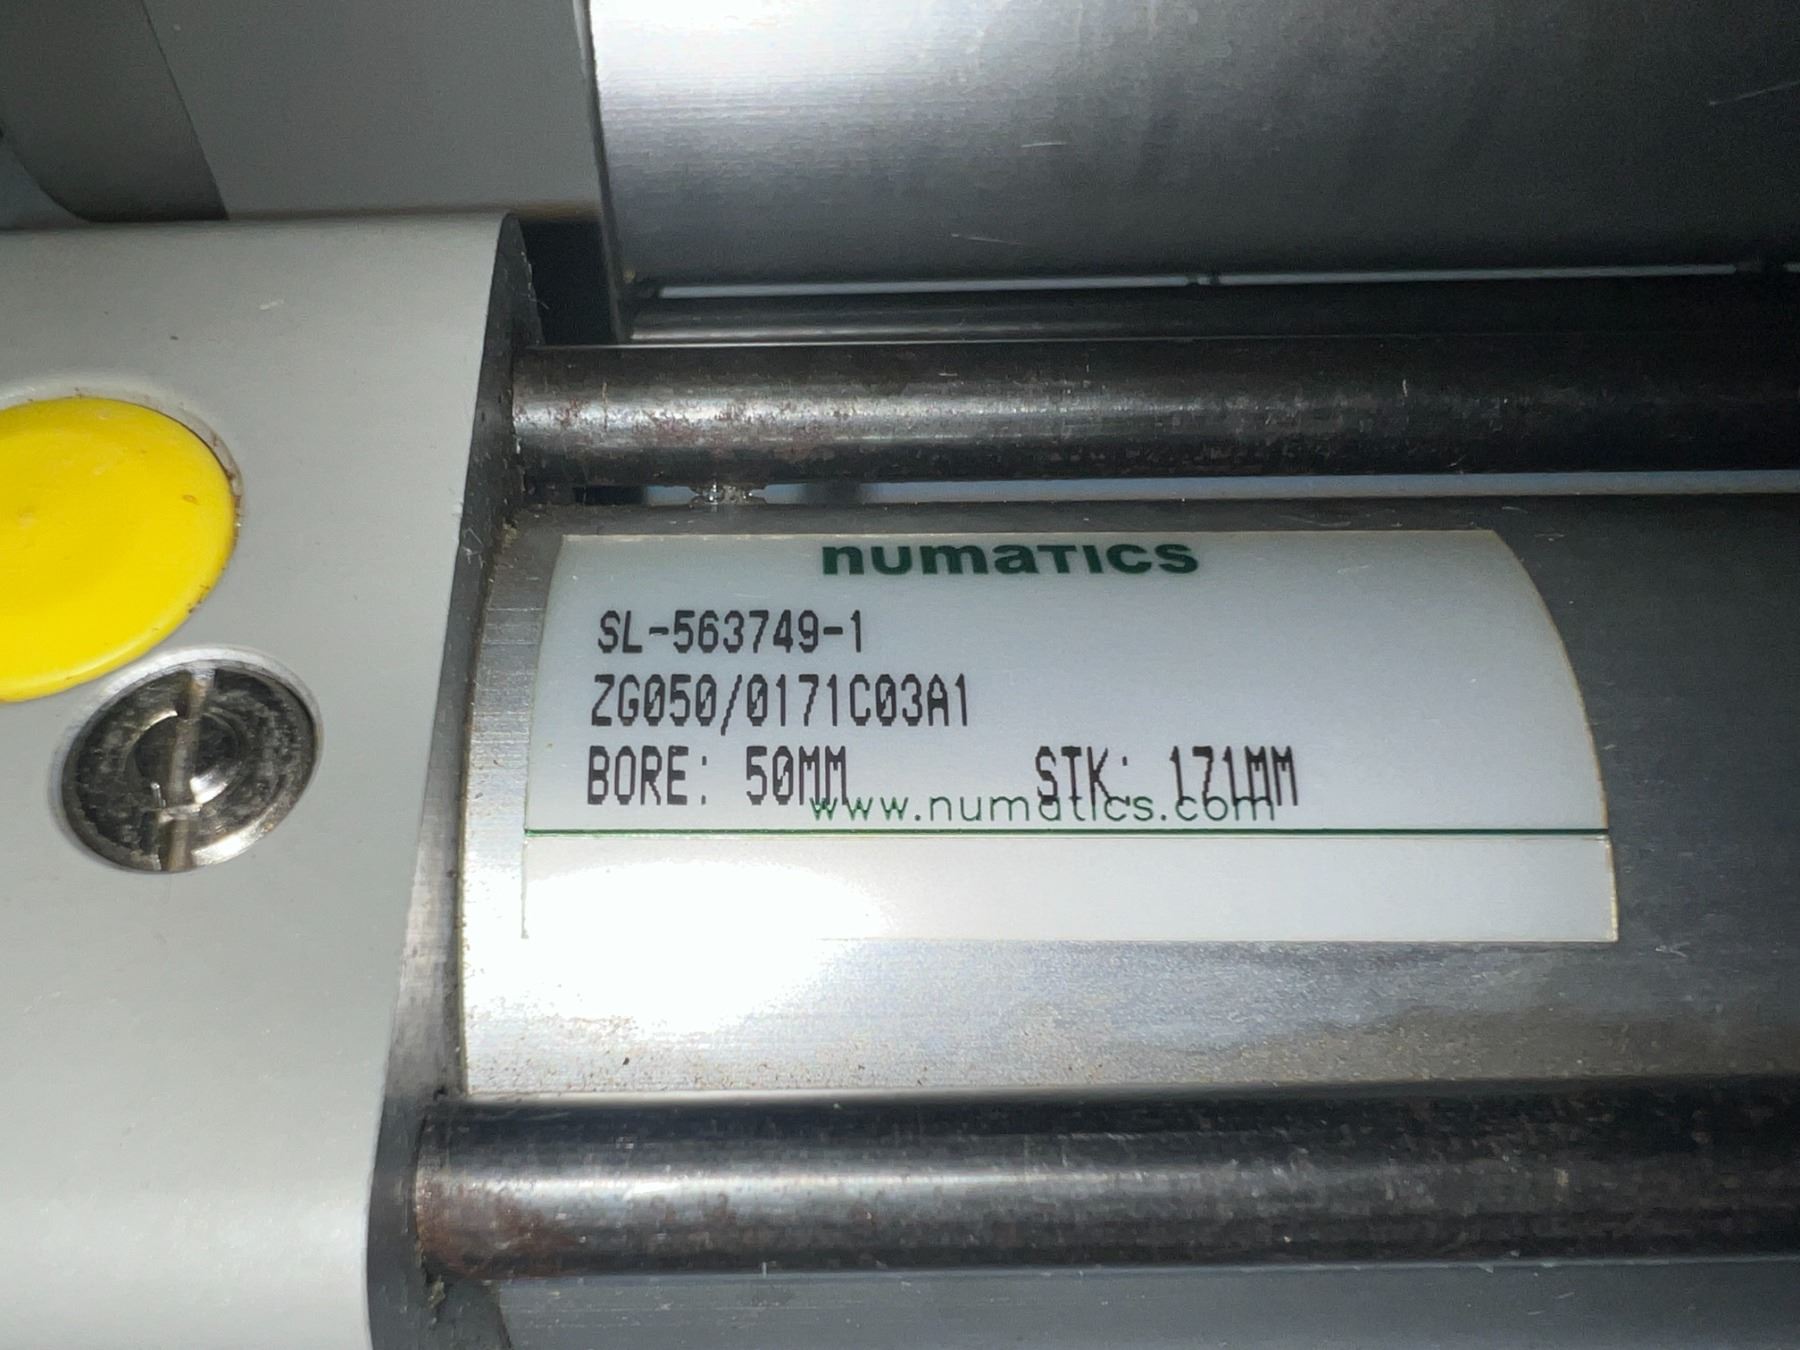 numatics
SL-563749-1
ZG050/0171C03A1
BORE: 50MM STK: 171MM
www.numatics.com